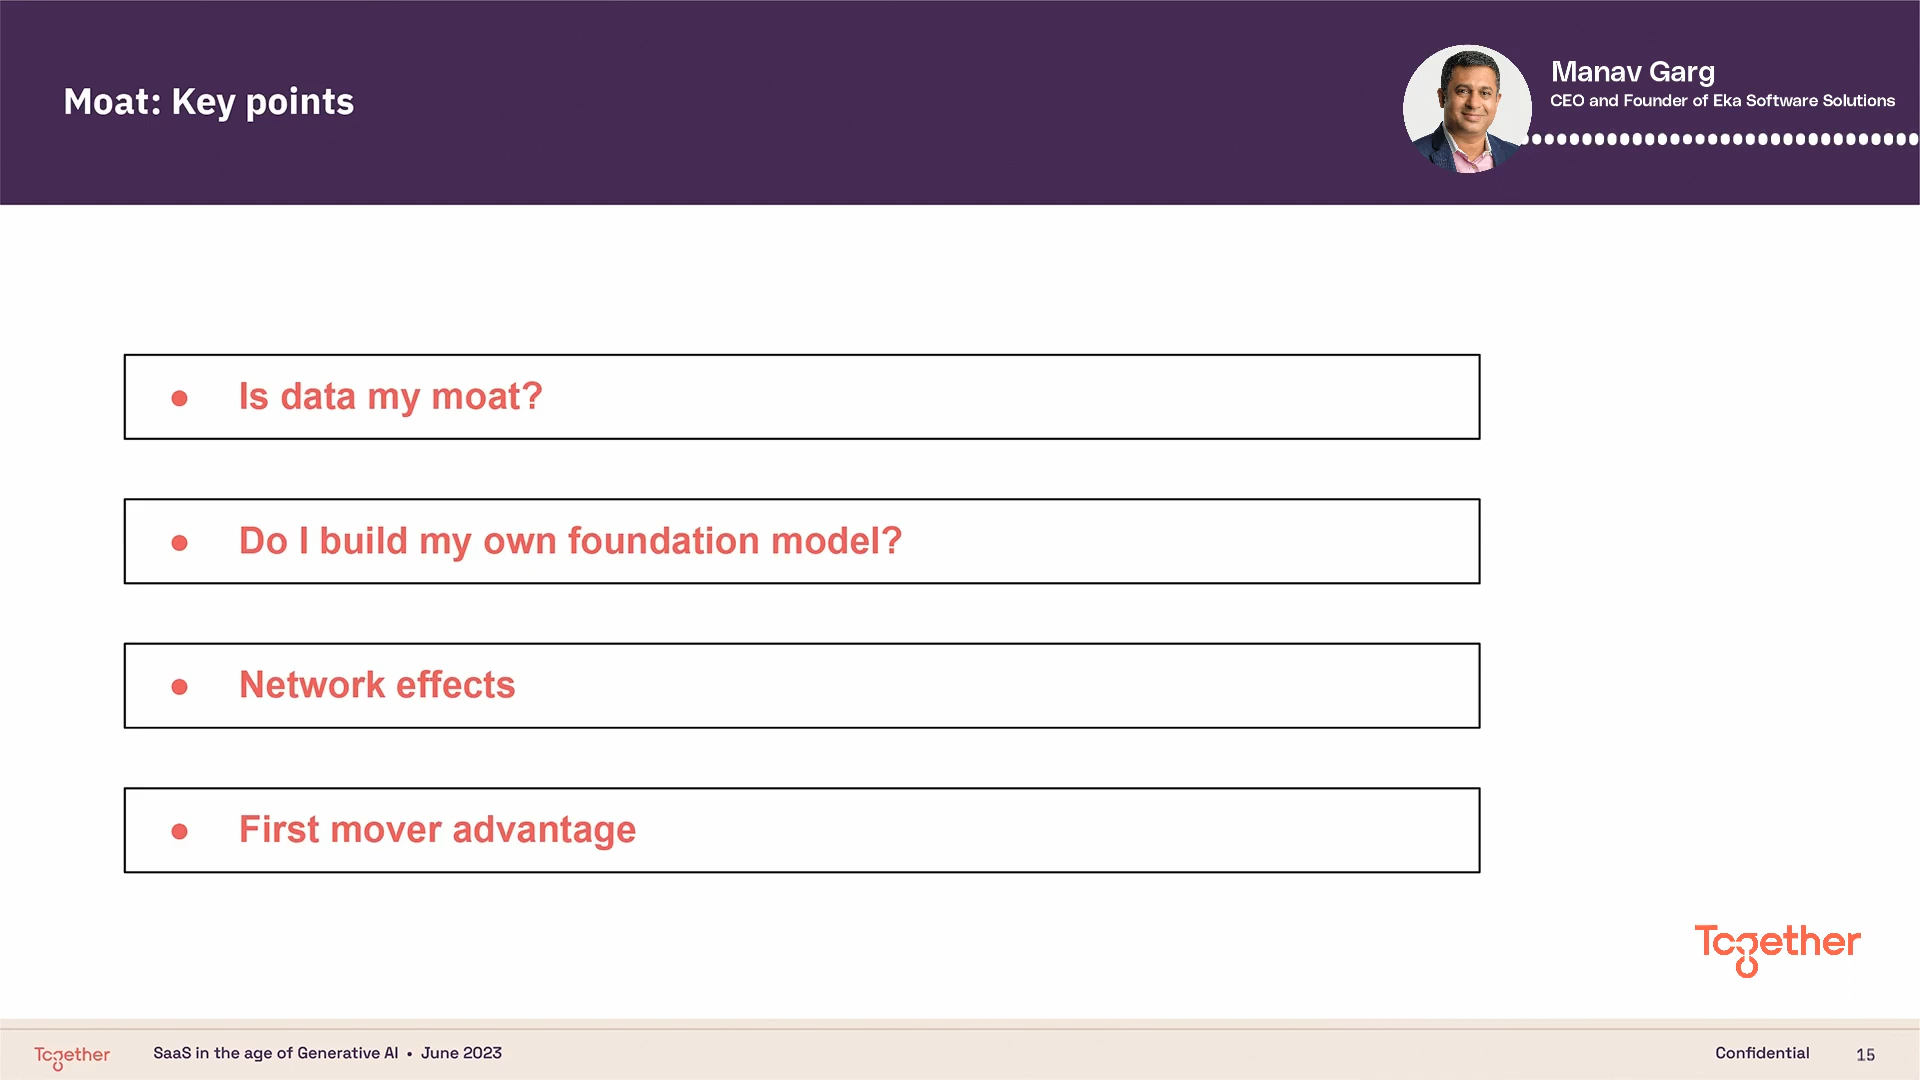 Moat: Key points
Manav Garg
CEO and Founder of Eka Software Solutions
● Is data my moat?
● Do I build my own foundation model?
● Network effects
● First mover advantage
Together
Together
SaaS in the age of Generative AI • June 2023
Confidential
15